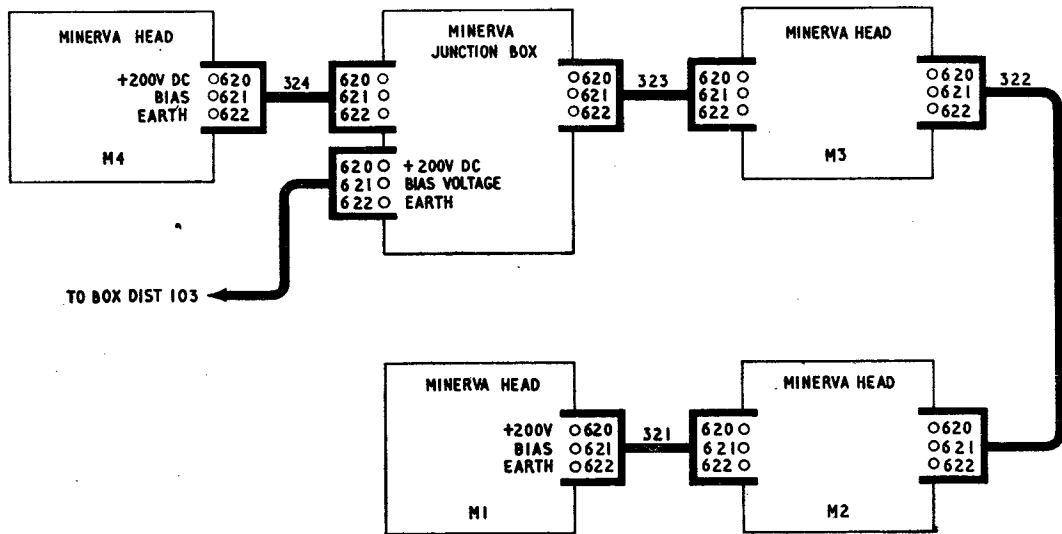 MINERVA HEAD
+200V DC
BIAS
EARTH
620
621
622
M4
324
MINERVA
JUNCTION BOX
620
621
622
620
621
622
+200V DC
BIAS VOLTAGE
EARTH
620
621
622
323
MINERVA HEAD
620
621
622
620
621
622
M3
322
TO BOX DIST 103
MINERVA HEAD
+200V
BIAS
EARTH
620
621
622
M1
321
MINERVA HEAD
620
621
622
620
621
622
M2